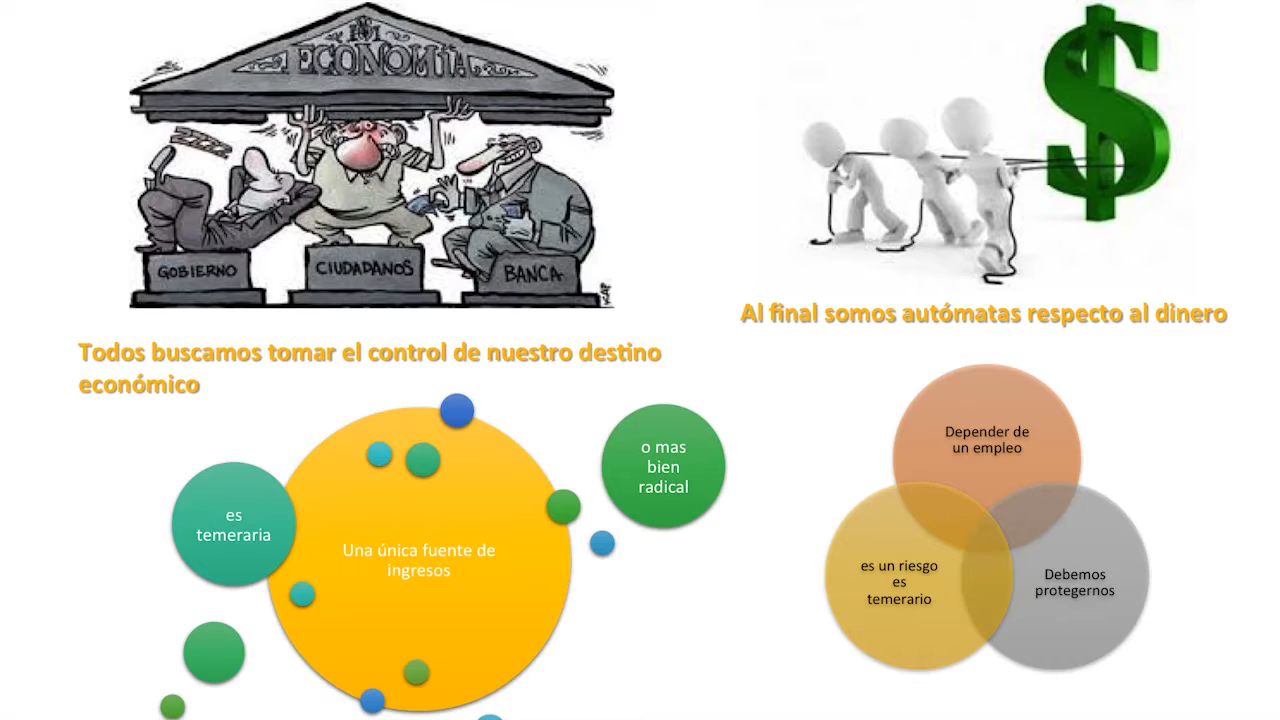 ECONOMÍA
GOBIERNO
CIUDADANOS
BANCA
Al final somos autómatas respecto al dinero
Todos buscamos tomar el control de nuestro destino
económico
es
temeraria
Una única fuente de
ingresos
o mas
bien
radical
Depender de
un empleo
es un riesgo
es
temerario
Debemos
protegernos